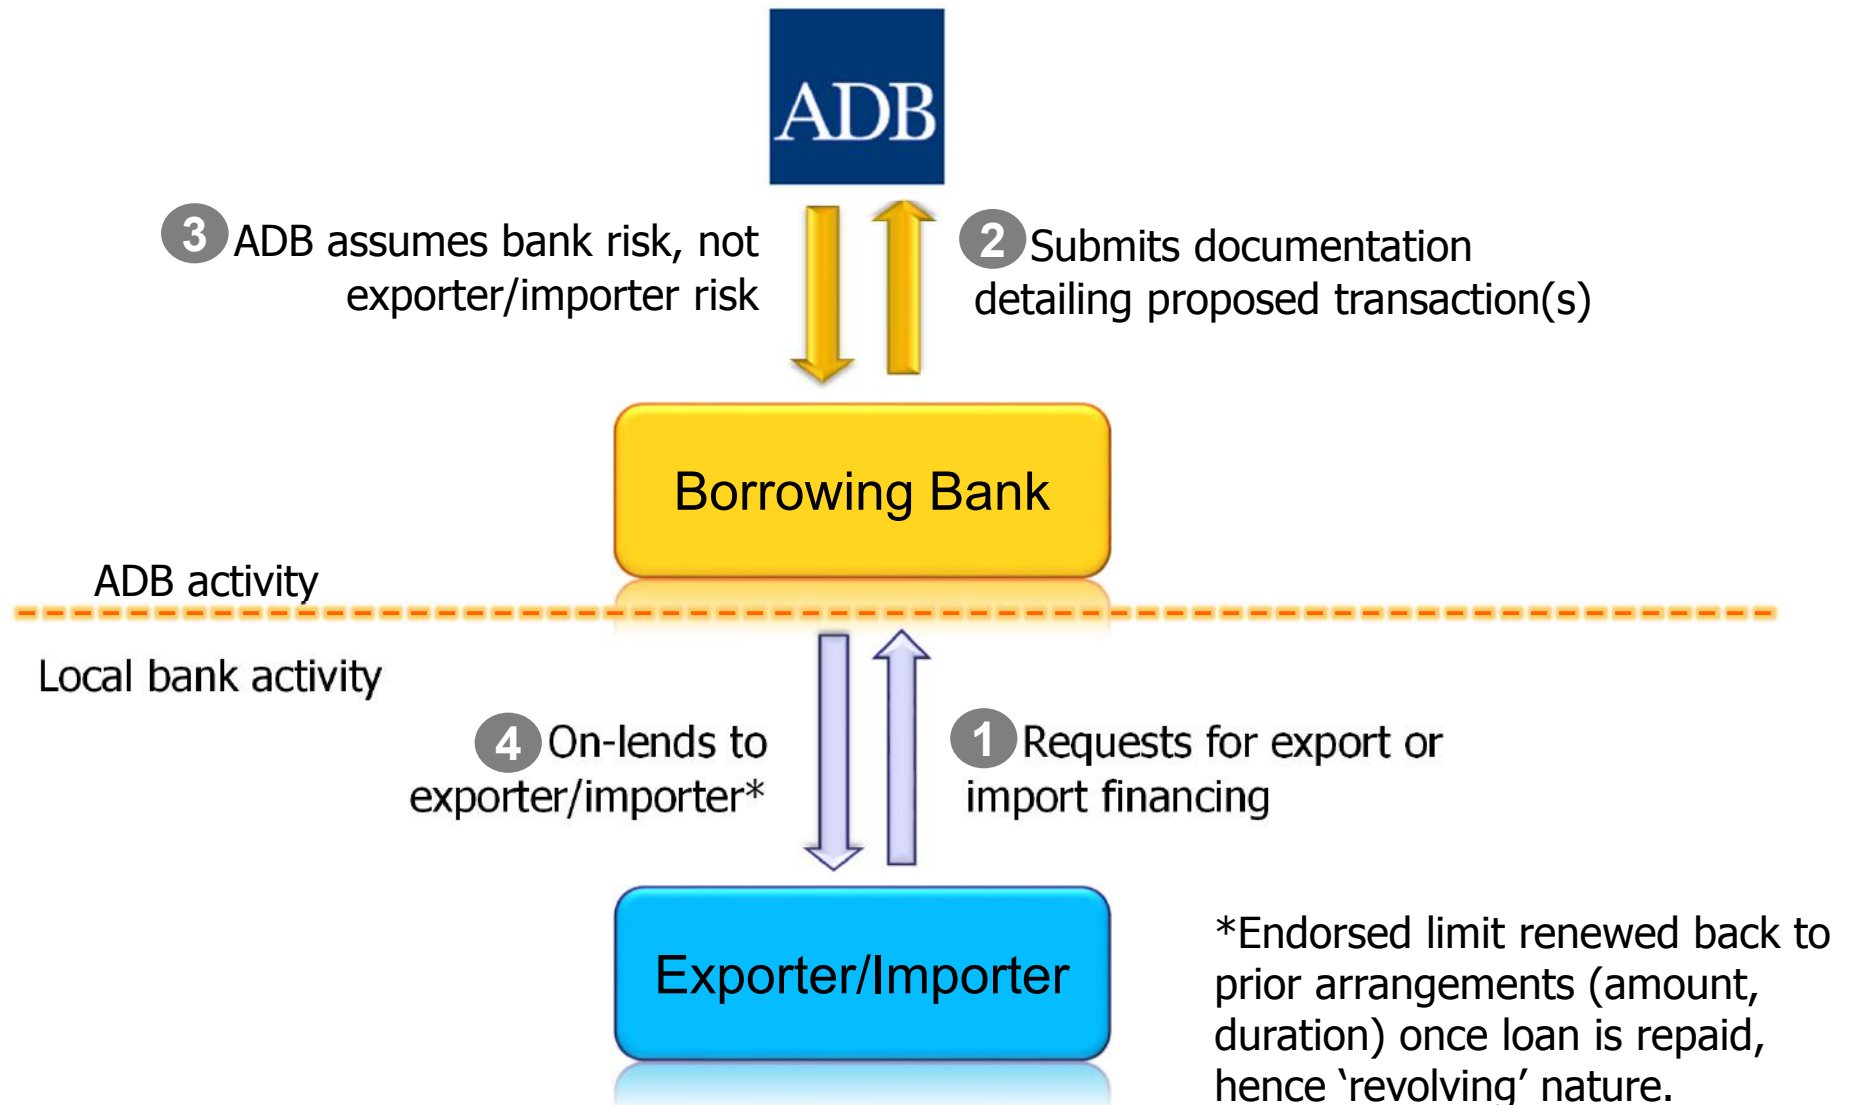 ADB
3 ADB assumes bank risk, not
exporter/importer risk
2 Submits documentation
detailing proposed transaction(s)
Borrowing Bank
ADB activity
Local bank activity
4 On-lends to
exporter/importer*
1 Requests for export or
import financing
Exporter/Importer
*Endorsed limit renewed back to
prior arrangements (amount,
duration) once loan is repaid,
hence ‘revolving’ nature.